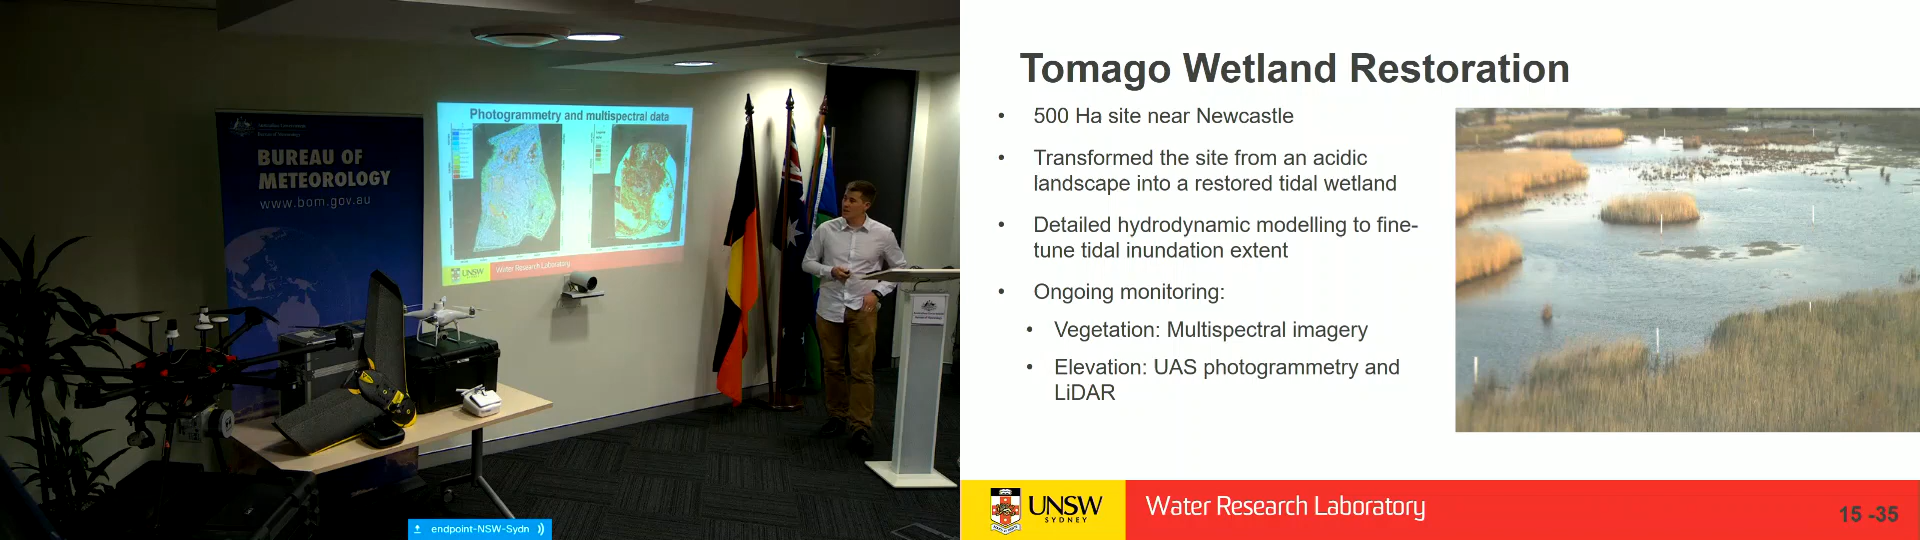 BUREAU OF
METEOROLOGY
www.bom.gov.au
Photogrammetry and multispectral data
UNSW
Water Research Laboratory
endpoint-NSW-Sydn
Tomago Wetland Restoration
• 500 Ha site near Newcastle
• Transformed the site from an acidic
landscape into a restored tidal wetland
• Detailed hydrodynamic modelling to fine-
tune tidal inundation extent
• Ongoing monitoring:
• Vegetation: Multispectral imagery
• Elevation: UAS photogrammetry and
LiDAR
UNSW
SYDNEY
Water Research Laboratory
15 -35